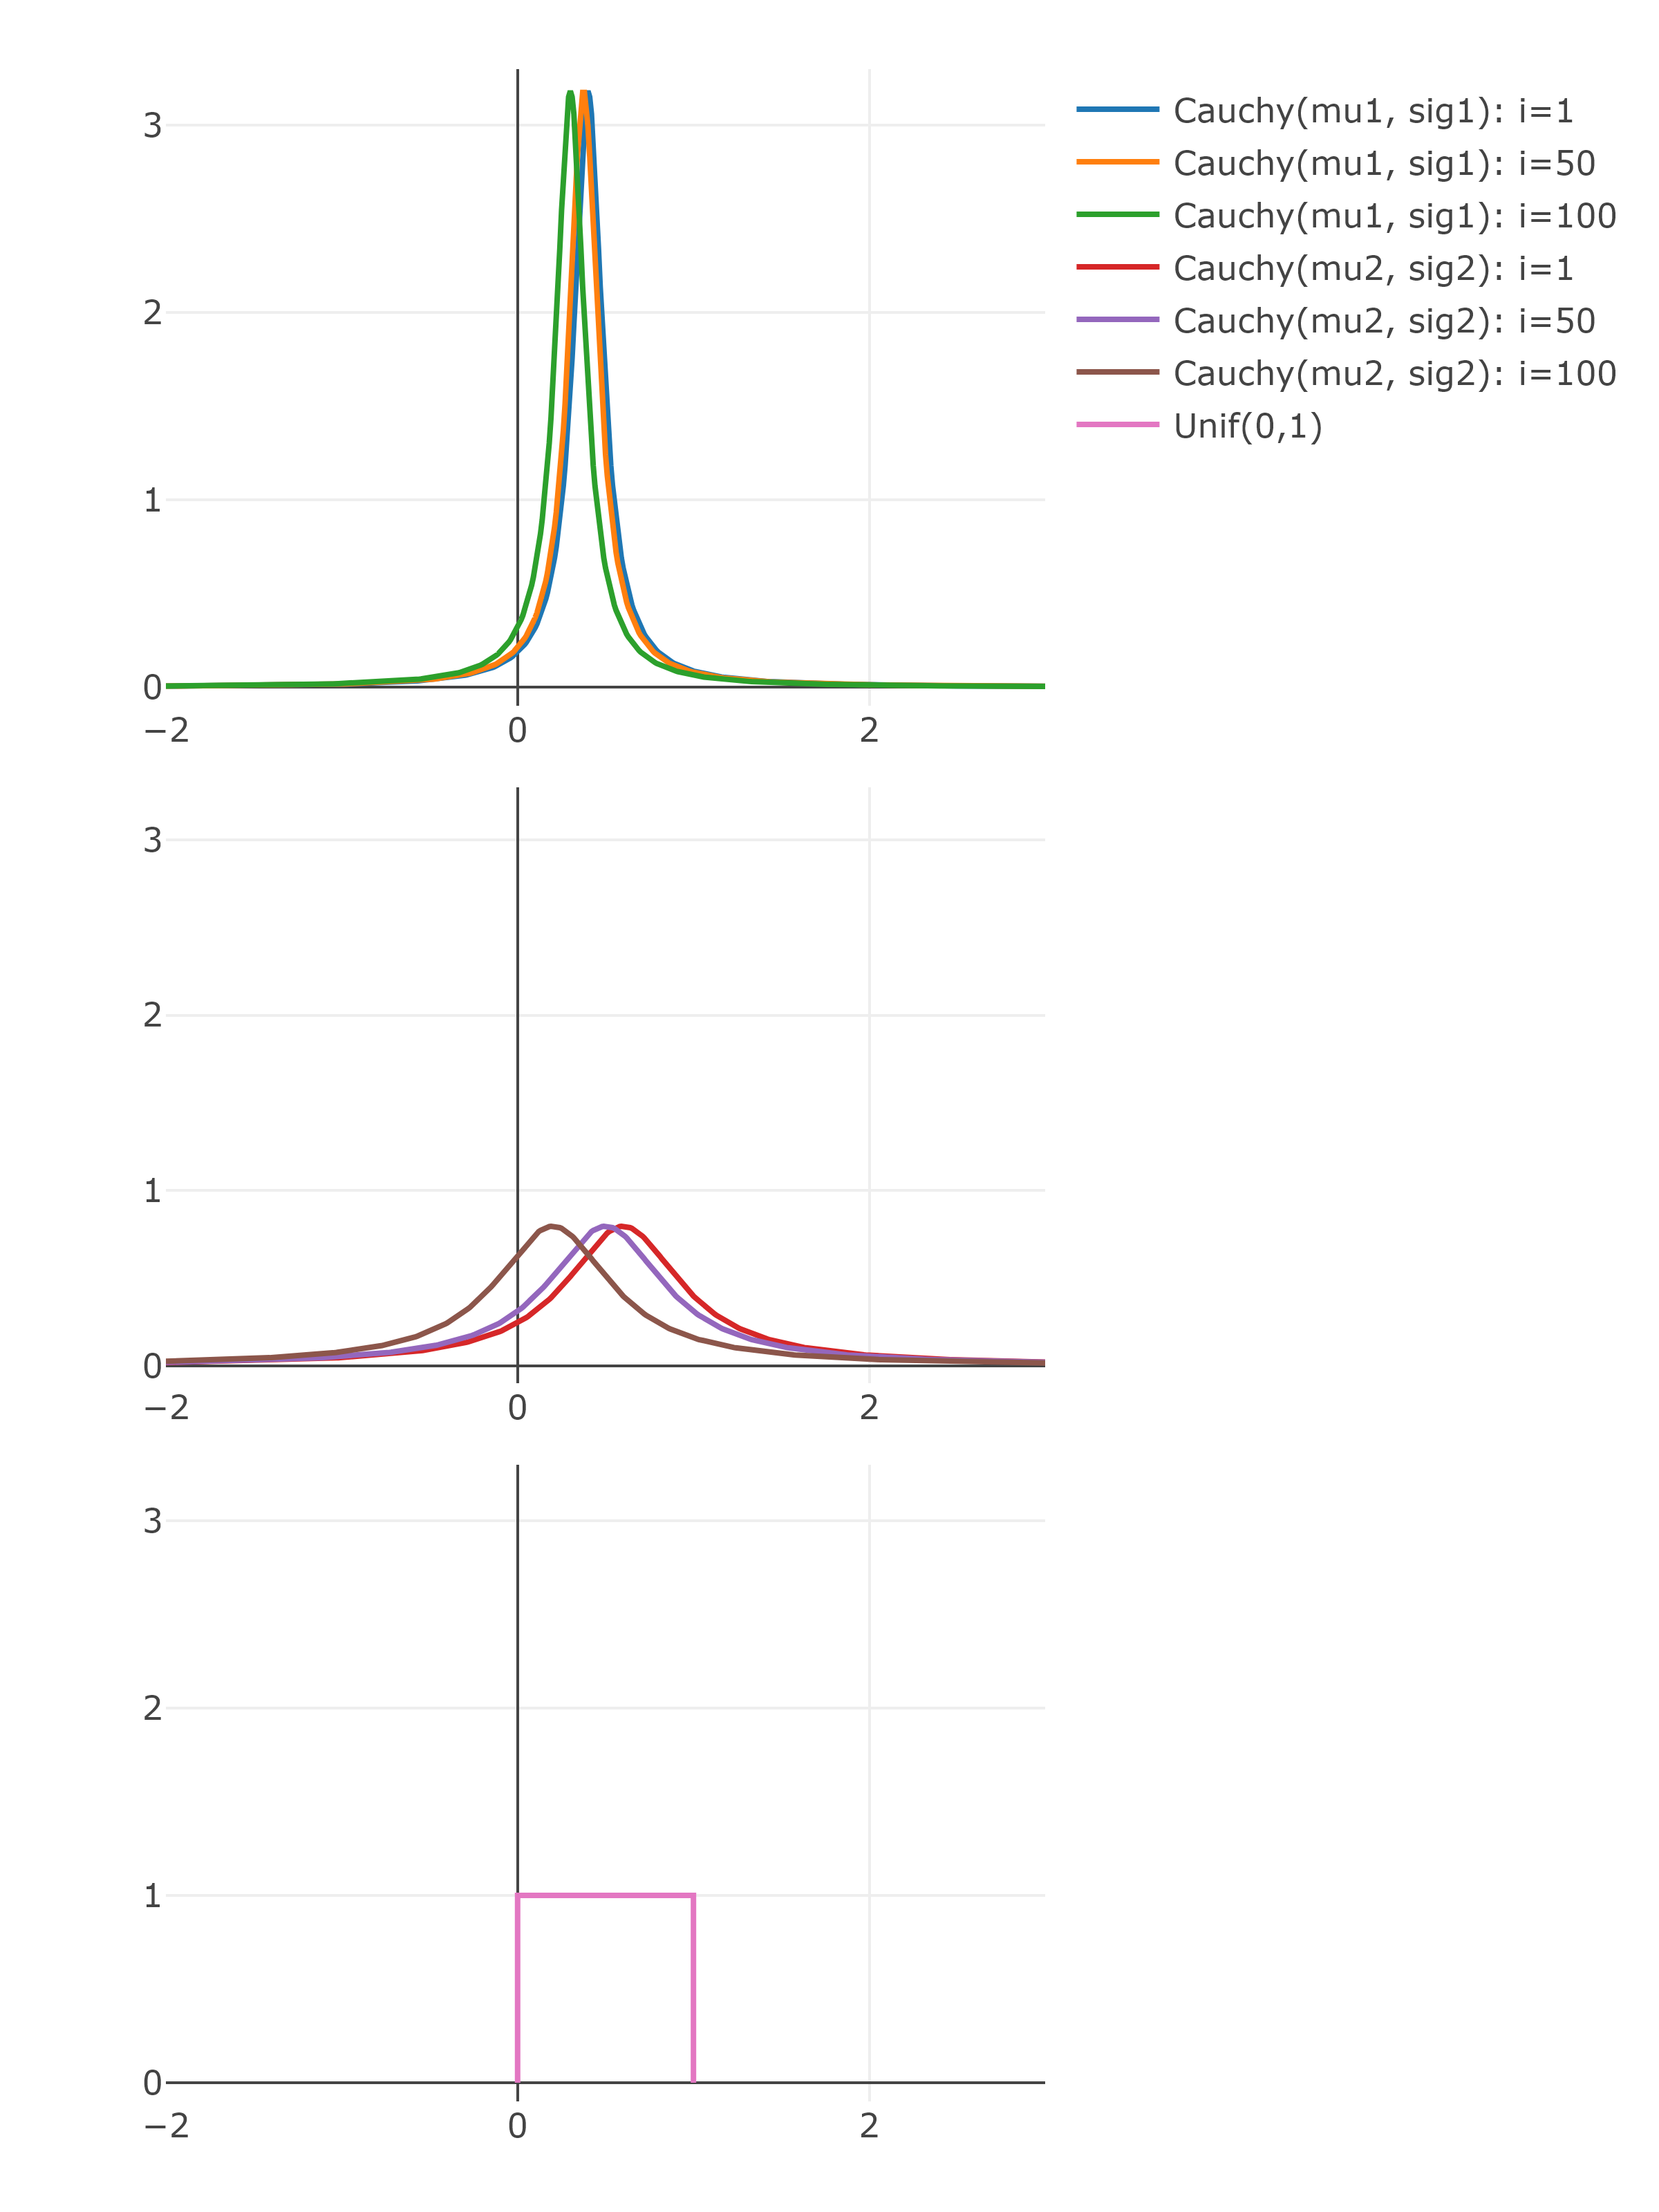 3
2
1
0
−2 0 2
Cauchy(mu1, sig1): i=1
Cauchy(mu1, sig1): i=50
Cauchy(mu1, sig1): i=100
Cauchy(mu2, sig2): i=1
Cauchy(mu2, sig2): i=50
Cauchy(mu2, sig2): i=100
Unif(0,1)
3
2
1
0
−2 0 2
3
2
1
0
−2 0 2